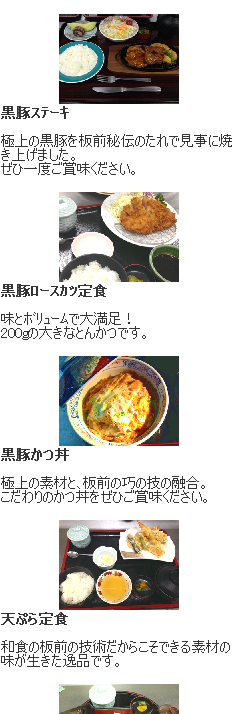 黒豚ｽﾃｰｷ
極上の黒豚を板前秘伝のたれで見事に焼
き上げました。
ぜひ一度ご賞味ください。
黒豚ﾛｰｽｶﾂ定食
味とﾎﾞﾘｭｰﾑで大満足！
200gの大きなとんかつです。
黒豚かつ丼
極上の素材と､板前の巧の技の融合。
こだわりのかつ丼をぜひご賞味ください。
天ぷら定食
和食の板前の技術だからこそできる素材の
味が生きた逸品です。